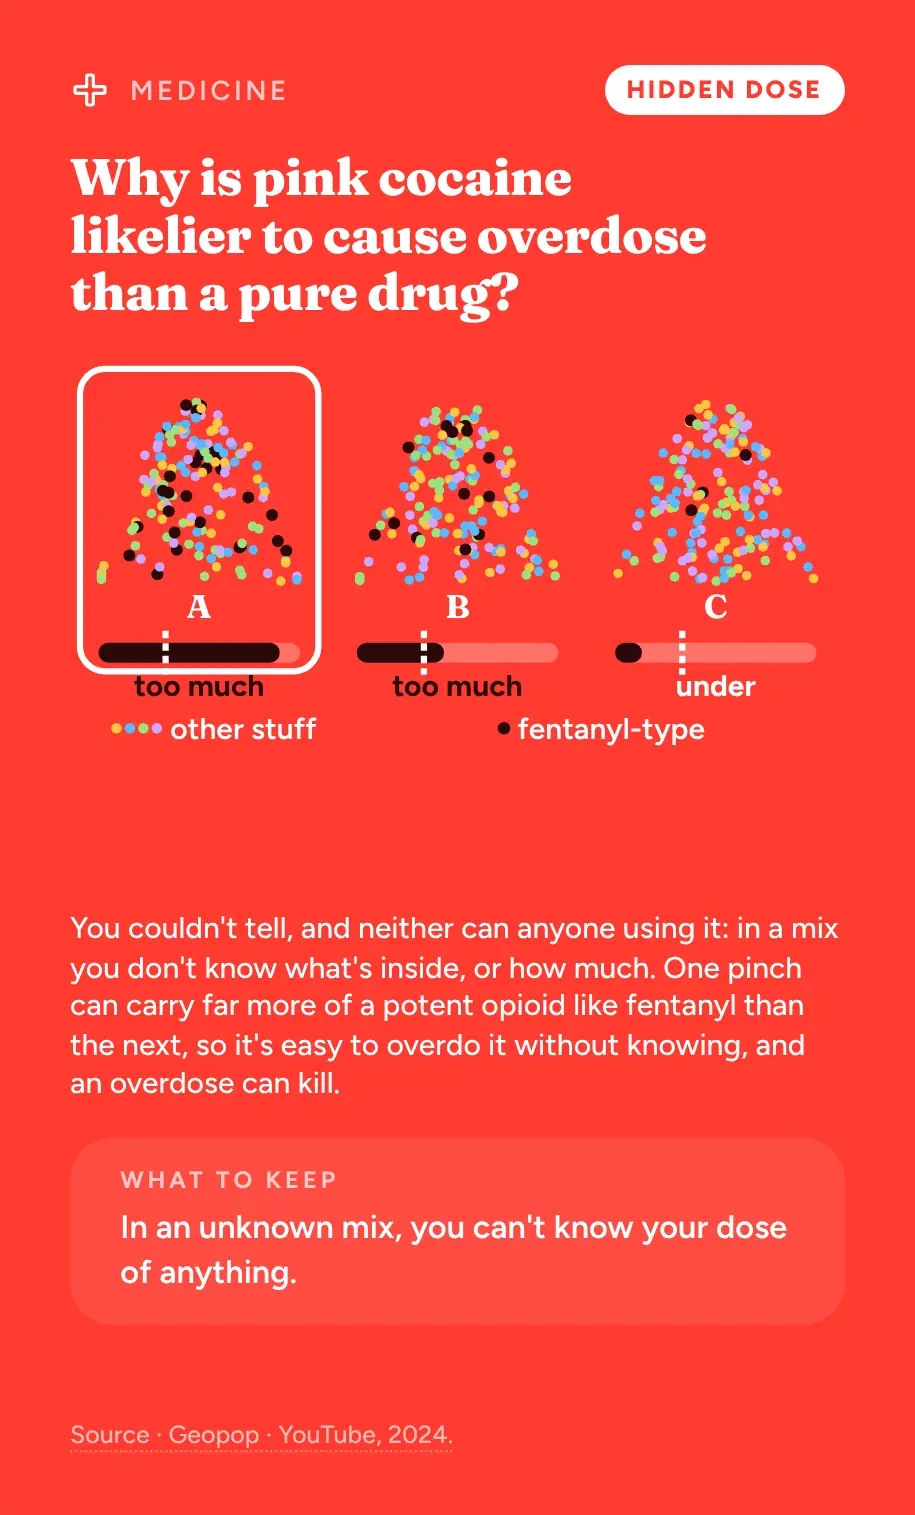 MEDICINE
HIDDEN DOSE
Why is pink cocaine
likelier to cause overdose
than a pure drug?
A
B
C
too much
too much
under
other stuff
fentanyl-type
You couldn't tell, and neither can anyone using it: in a mix
you don't know what's inside, or how much. One pinch
can carry far more of a potent opioid like fentanyl than
the next, so it's easy to overdo it without knowing, and
an overdose can kill.
WHAT TO KEEP
In an unknown mix, you can't know your dose
of anything.
Source · Geopop · YouTube, 2024.